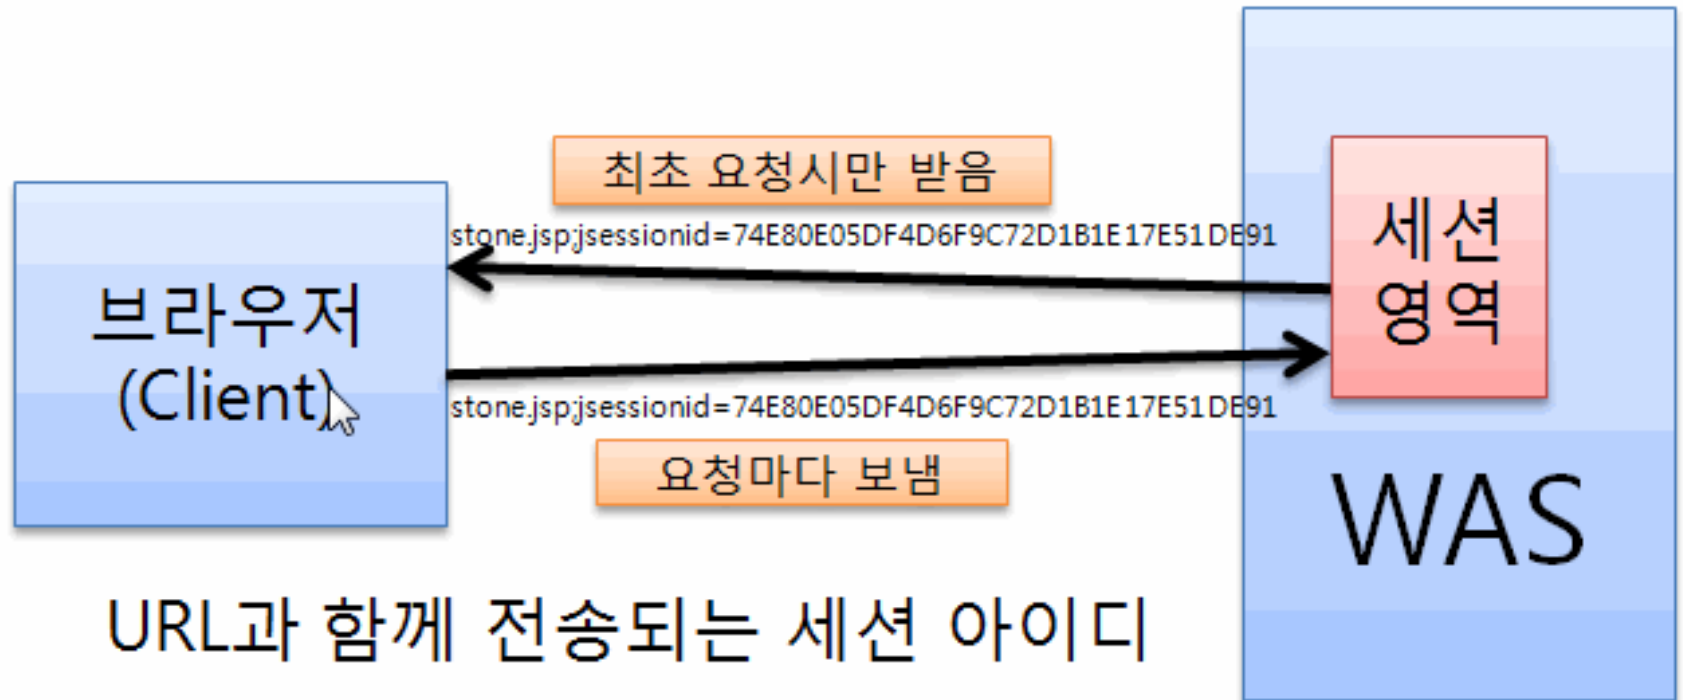 최초 요청시만 받음
stone.jsp;jsessionid=74E80E05DF4D6F9C72D1B1E17E51DE91
브라우저
(Client)
세션
영역
stone.jsp;jsessionid=74E80E05DF4D6F9C72D1B1E17E51DE91
요청마다 보냄
WAS
URL과 함께 전송되는 세션 아이디